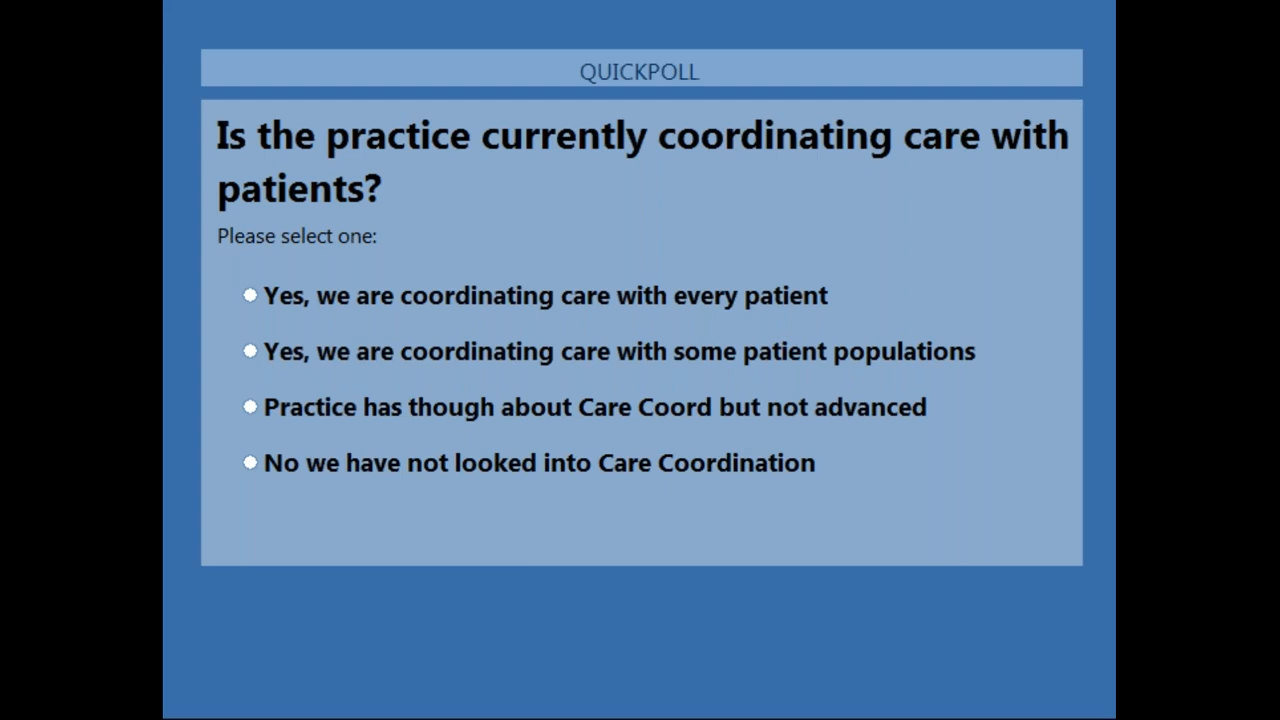 QUICKPOLL
Is the practice currently coordinating care with
patients?
Please select one:
Yes, we are coordinating care with every patient
Yes, we are coordinating care with some patient populations
Practice has though about Care Coord but not advanced
No we have not looked into Care Coordination